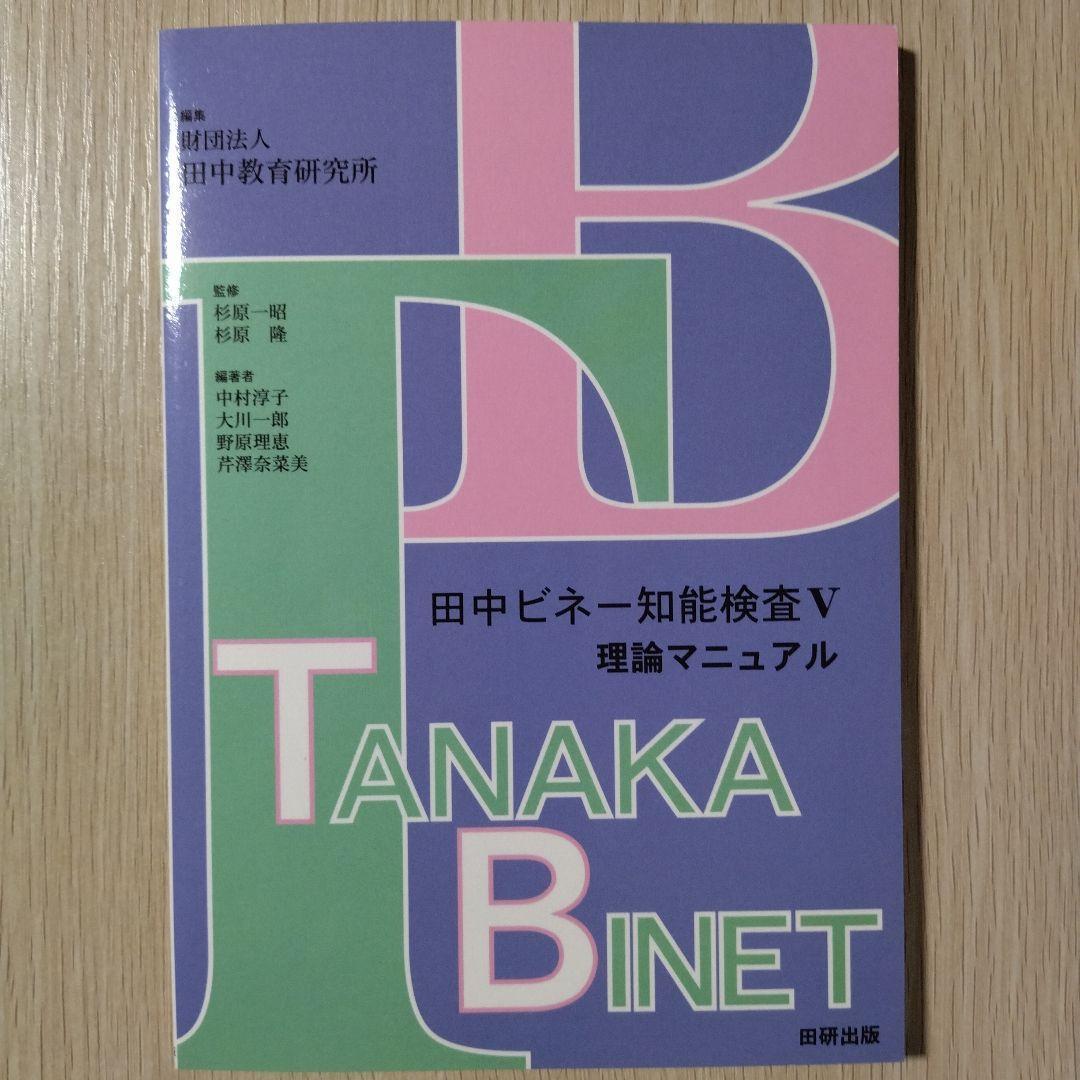 編集
財団法人
田中教育研究所
監修
杉原一昭
杉原 隆
編著者
中村淳子
大川一郎
野原理恵
芹澤奈菜美
B
T
田中ビネー知能検査V
理論マニュアル
TANAKA
BINET
田研出版